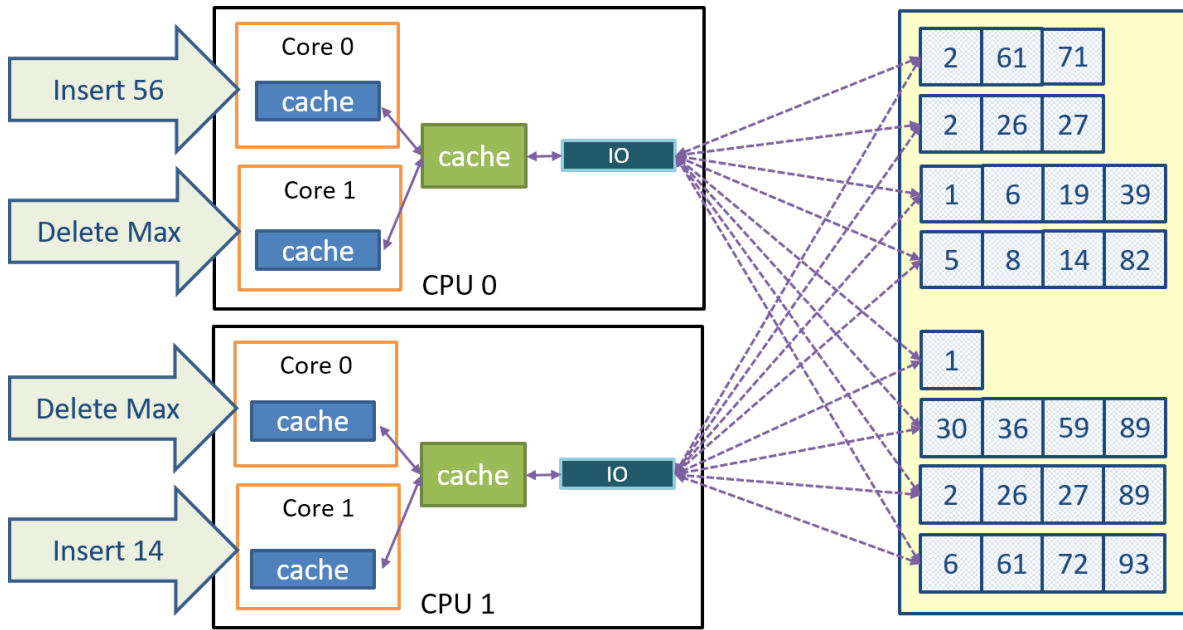 Insert 56
Core 0
cache
Delete Max
Core 1
cache
cache
IO
CPU 0
Delete Max
Core 0
cache
Insert 14
Core 1
cache
cache
IO
CPU 1
2 61 71
2 26 27
1 6 19 39
5 8 14 82
1
30 36 59 89
2 26 27 89
6 61 72 93